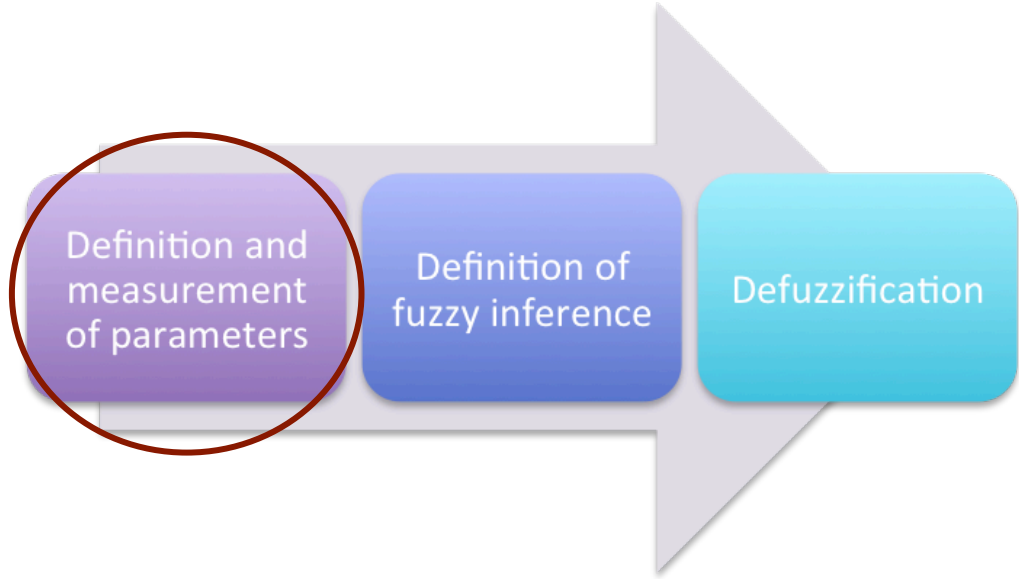 Definition and
measurement
of parameters
Definition of
fuzzy inference
Defuzzification